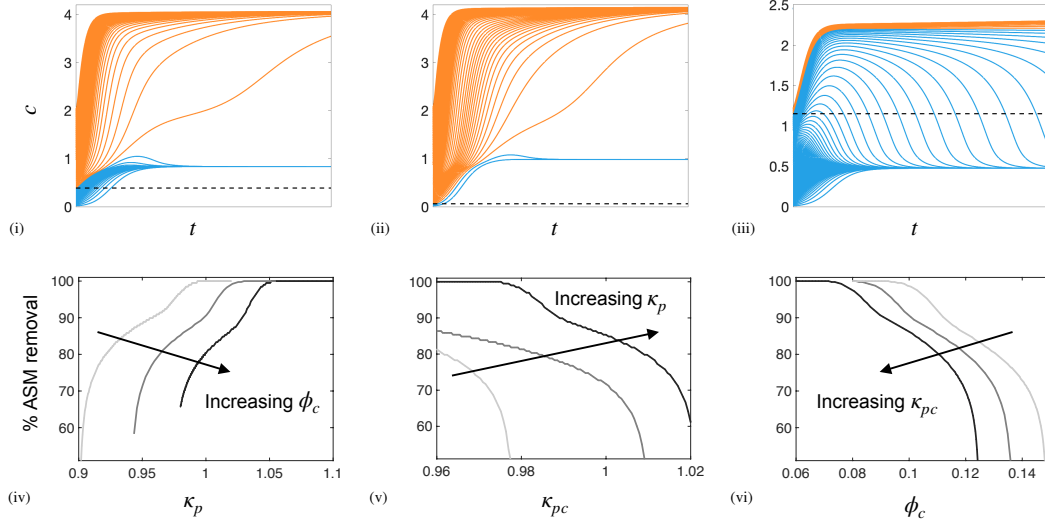 4
3
2
1
0
c
(i)
t
4
3
2
1
0
(ii)
t
2.5
2
1.5
1
0.5
0
(iii)
t
100
90
80
70
60
% ASM removal
Increasing ϕc
0.9 0.95 1 1.05 1.1
(iv)
κp
100
90
80
70
60
Increasing κp
0.96 0.98 1 1.02
(v)
κpc
100
90
80
70
60
Increasing κpc
0.06 0.08 0.1 0.12 0.14
(vi)
ϕc